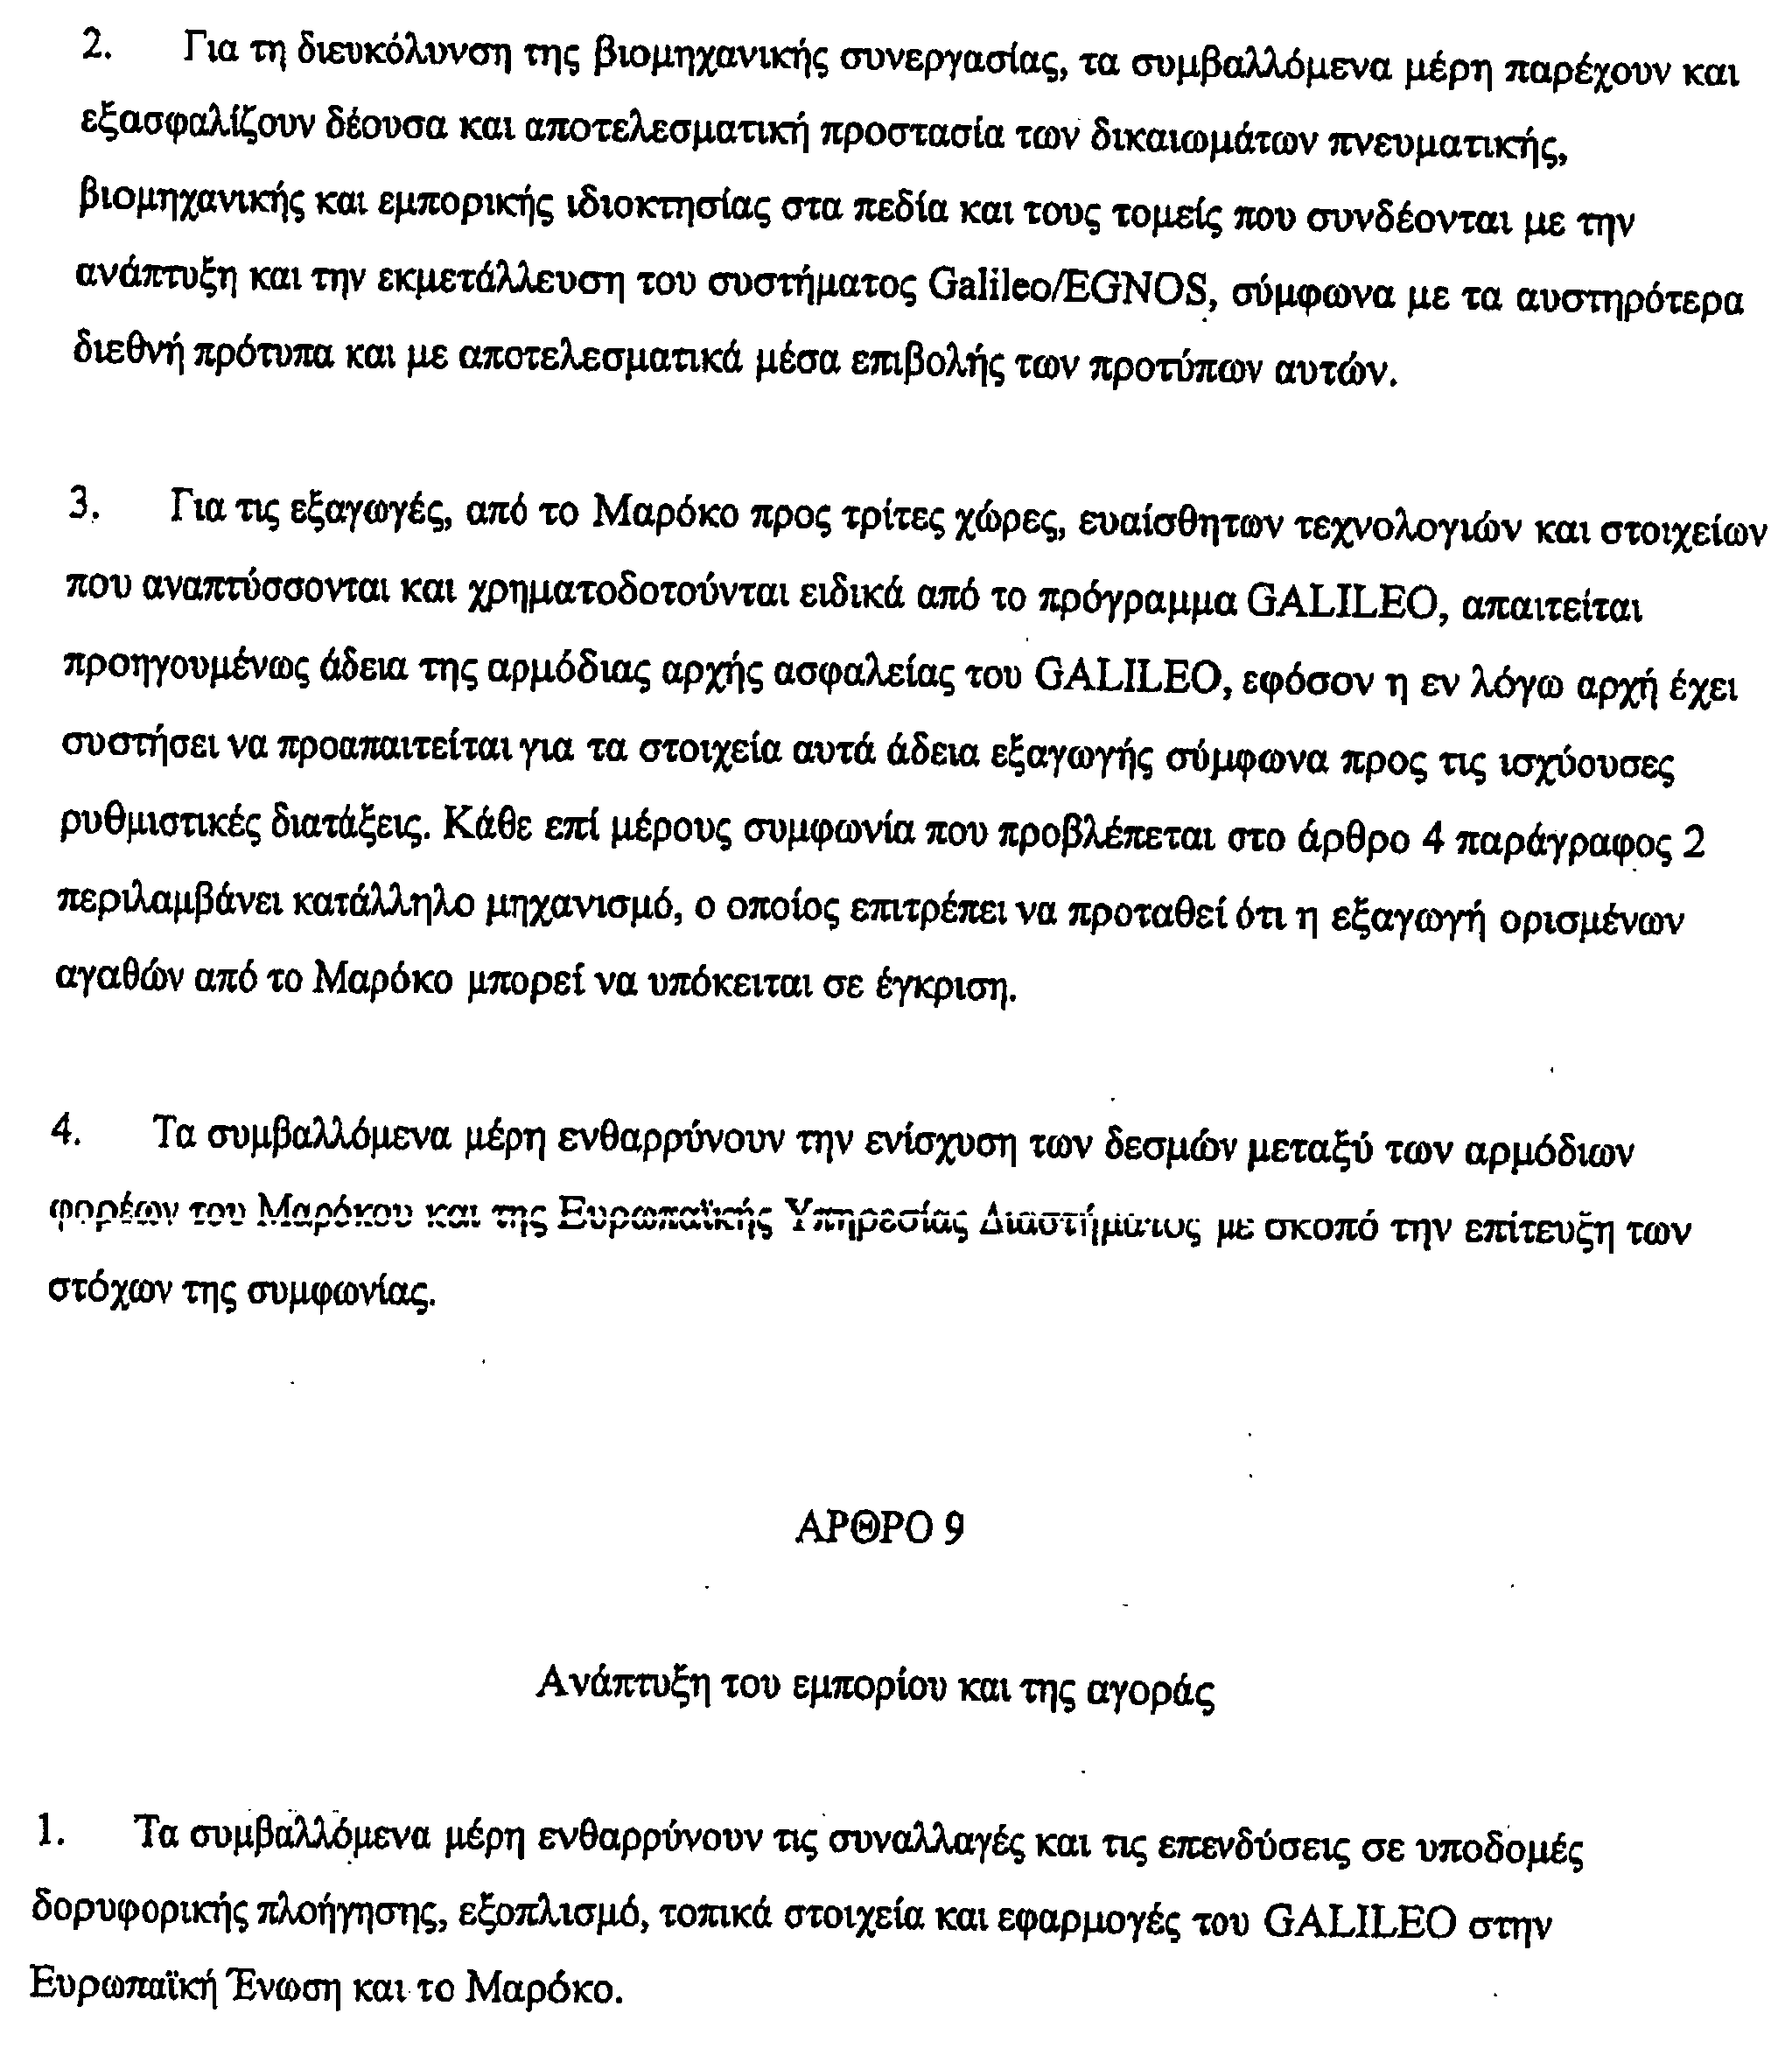 2. Για τη διευκόλυνση της βιομηχανικής συνεργασίας, τα συμβαλλόμενα μέρη παρέχουν και
εξασφαλίζουν δέουσα και αποτελεσματική προστασία των δικαιωμάτων πνευματικής,
βιομηχανικής και εμπορικής ιδιοκτησίας στα πεδία και τους τομείς που συνδέονται με την
ανάπτυξη και την εκμετάλλευση του συστήματος Galileo/EGNOS, σύμφωνα με τα αυστηρότερα
διεθνή πρότυπα και με αποτελεσματικά μέσα επιβολής των προτύπων αυτών.
3. Για τις εξαγωγές, από το Μαρόκο προς τρίτες χώρες, ευαίσθητων τεχνολογιών και στοιχείων
που αναπτύσσονται και χρηματοδοτούνται ειδικά από το πρόγραμμα GALILEO, απαιτείται
προηγουμένως άδεια της αρμόδιας αρχής ασφαλείας του GALILEO, εφόσον η εν λόγω αρχή έχει
συστήσει να προαπαιτείται για τα στοιχεία αυτά άδεια εξαγωγής σύμφωνα προς τις ισχύουσες
ρυθμιστικές διατάξεις. Κάθε επί μέρους συμφωνία που προβλέπεται στο άρθρο 4 παράγραφος 2
περιλαμβάνει κατάλληλο μηχανισμό, ο οποίος επιτρέπει να προταθεί ότι η εξαγωγή ορισμένων
αγαθών από το Μαρόκο μπορεί να υπόκειται σε έγκριση.
4. Τα συμβαλλόμενα μέρη ενθαρρύνουν την ενίσχυση των δεσμών μεταξύ των αρμόδιων
φορέων του Μαρόκου και της Ευρωπαϊκής Υπηρεσίας Διαστήματος με σκοπό την επίτευξη των
στόχων της συμφωνίας.
ΑΡΘΡΟ 9
Ανάπτυξη του εμπορίου και της αγοράς
1. Τα συμβαλλόμενα μέρη ενθαρρύνουν τις συναλλαγές και τις επενδύσεις σε υποδομές
δορυφορικής πλοήγησης, εξοπλισμό, τοπικά στοιχεία και εφαρμογές του GALILEO στην
Ευρωπαϊκή Ένωση και το Μαρόκο.